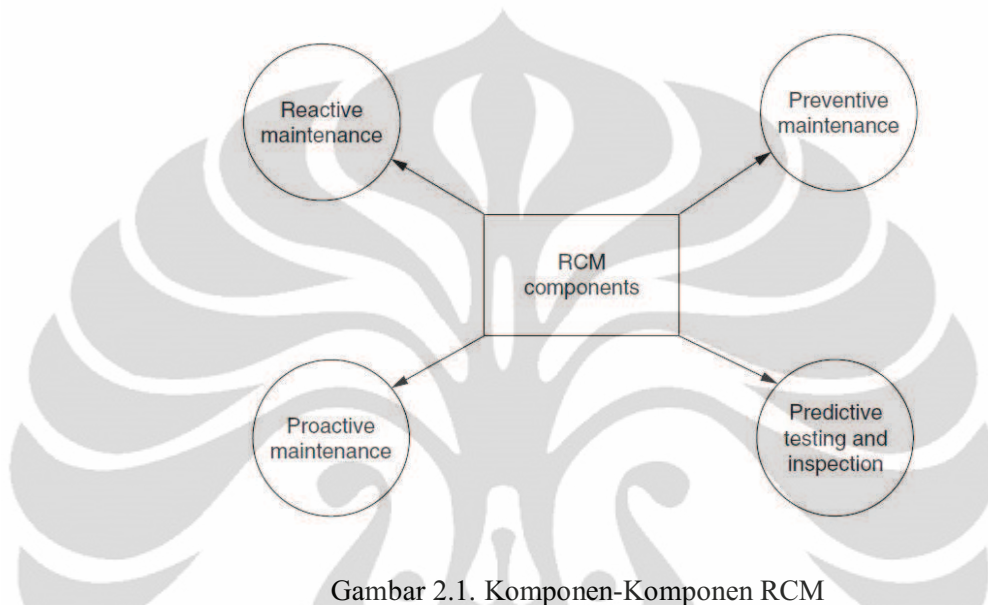 Reactive
maintenance
Preventive
maintenance
RCM
components
Proactive
maintenance
Predictive
testing and
inspection
Gambar 2.1. Komponen-Komponen RCM